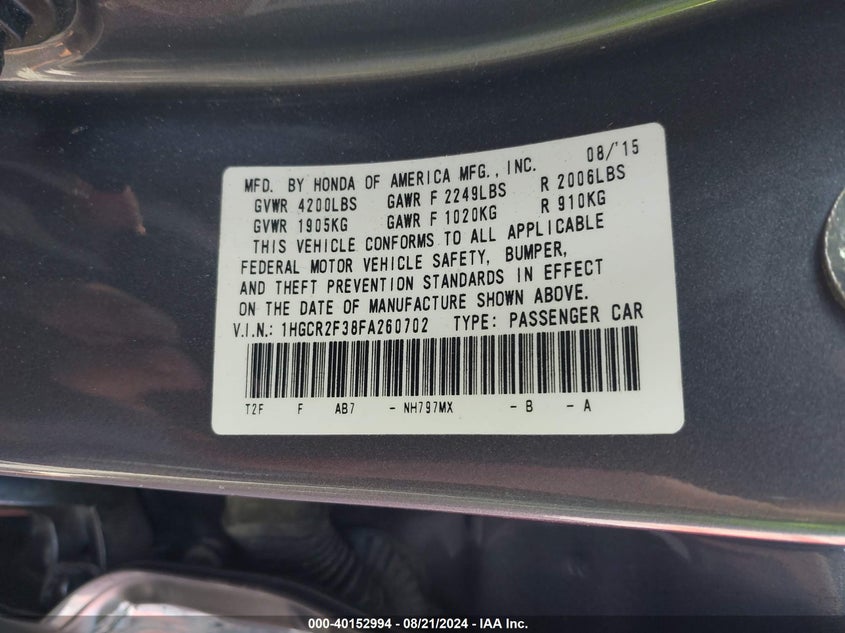 MFD. BY HONDA OF AMERICA MFG., INC. 08/'15
GVWR 4200LBS GAWR F 2249LBS R 2006LBS
GVWR 1905KG GAWR F 1020KG R 910KG
THIS VEHICLE CONFORMS TO ALL APPLICABLE
FEDERAL MOTOR VEHICLE SAFETY, BUMPER,
AND THEFT PREVENTION STANDARDS IN EFFECT
ON THE DATE OF MANUFACTURE SHOWN ABOVE.
V.I.N.: 1HGCR2F38FA260702 TYPE: PASSENGER CAR
T2F F AB7 - NH797MX - B - A
000-40152994 - 08/21/2024 - IAA Inc.